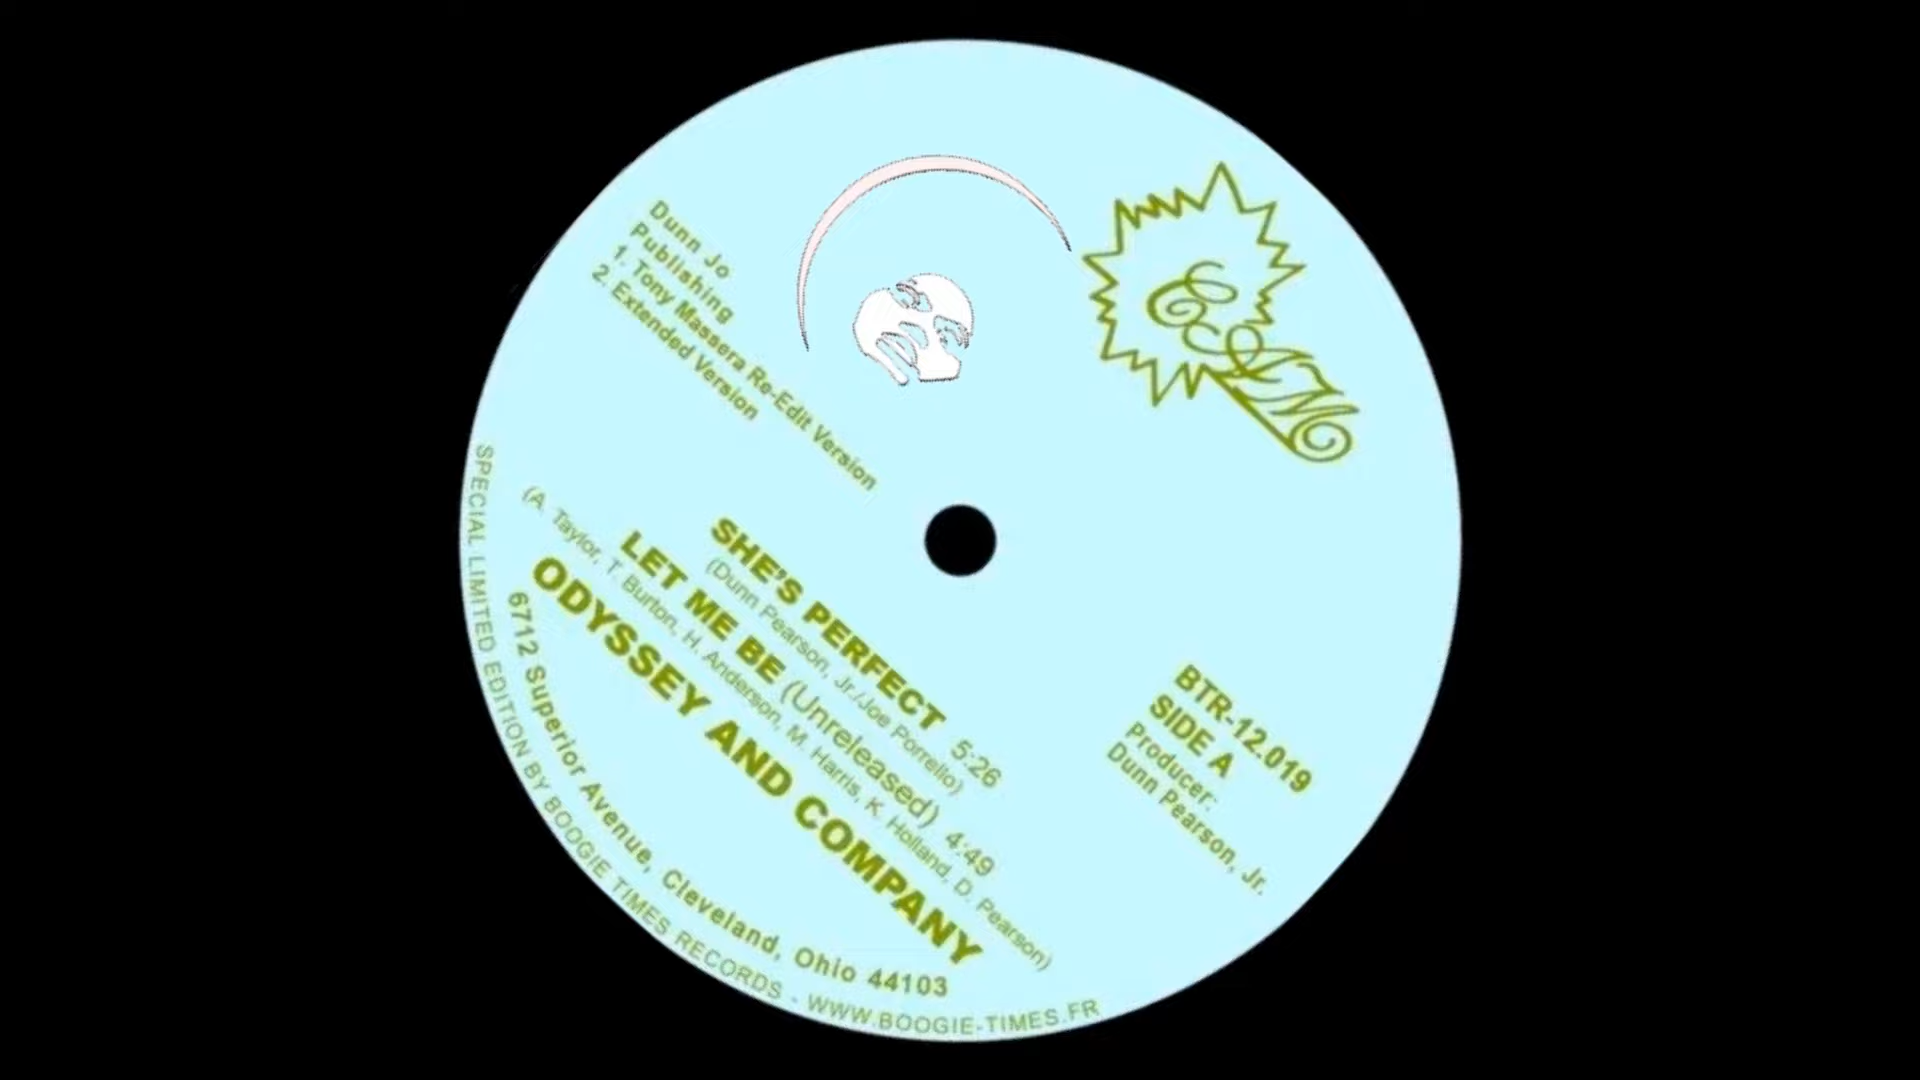 CAM
Dunn Jo
Publishing
1. Tony Massera Re-Edit Version
2. Extended Version
BTR-12.019
SIDE A
Producer:
Dunn Pearson, Jr.
SHE'S PERFECT 5:26
(Dunn Pearson, Jr./Joe Porrello)
LET ME BE (Unreleased) 4:49
(A. Taylor, T. Burton, H. Anderson, M. Harris, K. Holland, D. Pearson)
ODYSSEY AND COMPANY
6712 Superior Avenue, Cleveland, Ohio 44103
SPECIAL LIMITED EDITION BY BOOGIE TIMES RECORDS - WWW.BOOGIE-TIMES.FR